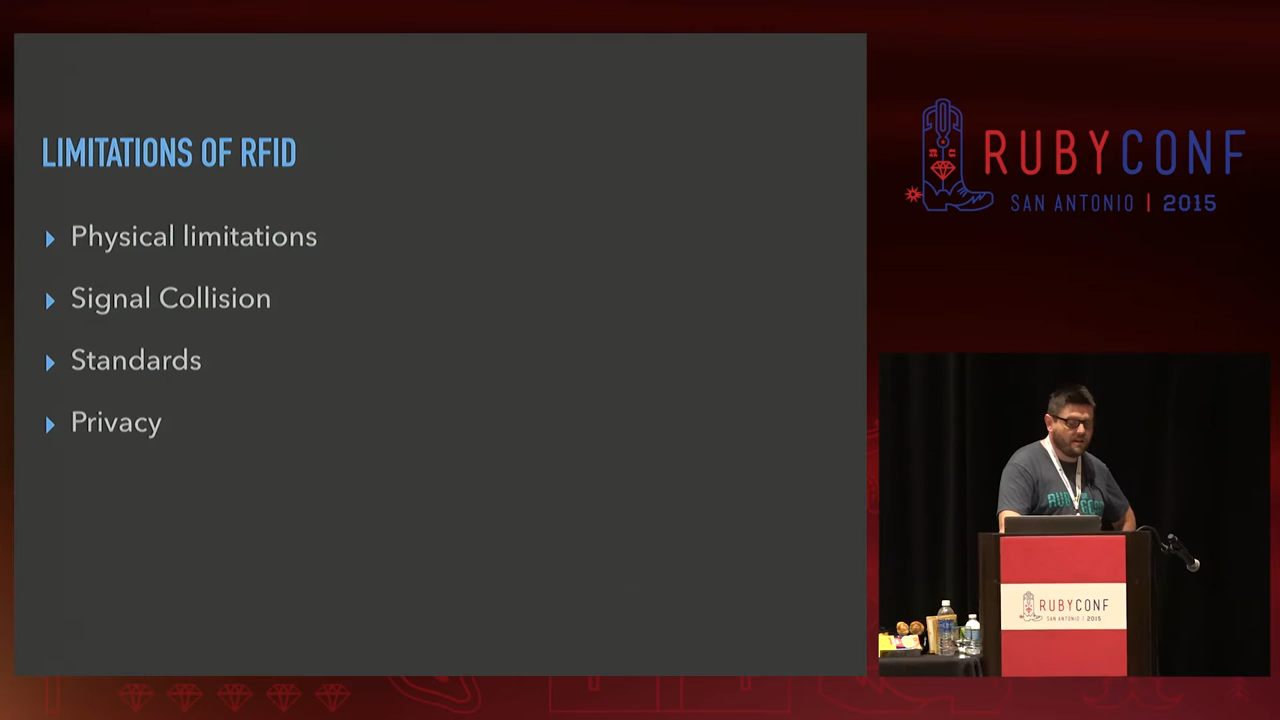 LIMITATIONS OF RFID
Physical limitations
Signal Collision
Standards
Privacy
RUBYCONF
SAN ANTONIO | 2015
RUBYCONF
SAN ANTONIO | 2015